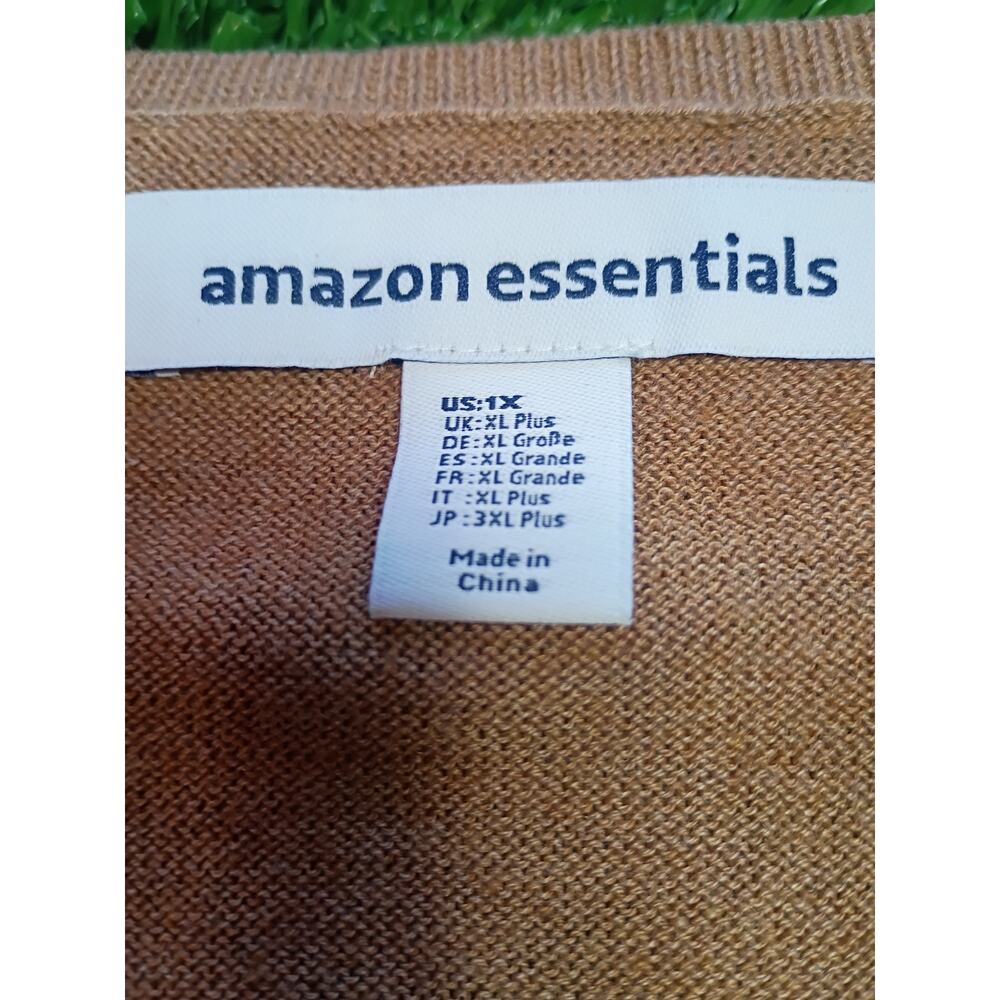 amazon essentials
US:1X
UK:XL Plus
DE:XL Große
ES:XL Grande
FR:XL Grande
IT :XL Plus
JP:3XL Plus
Made in
China